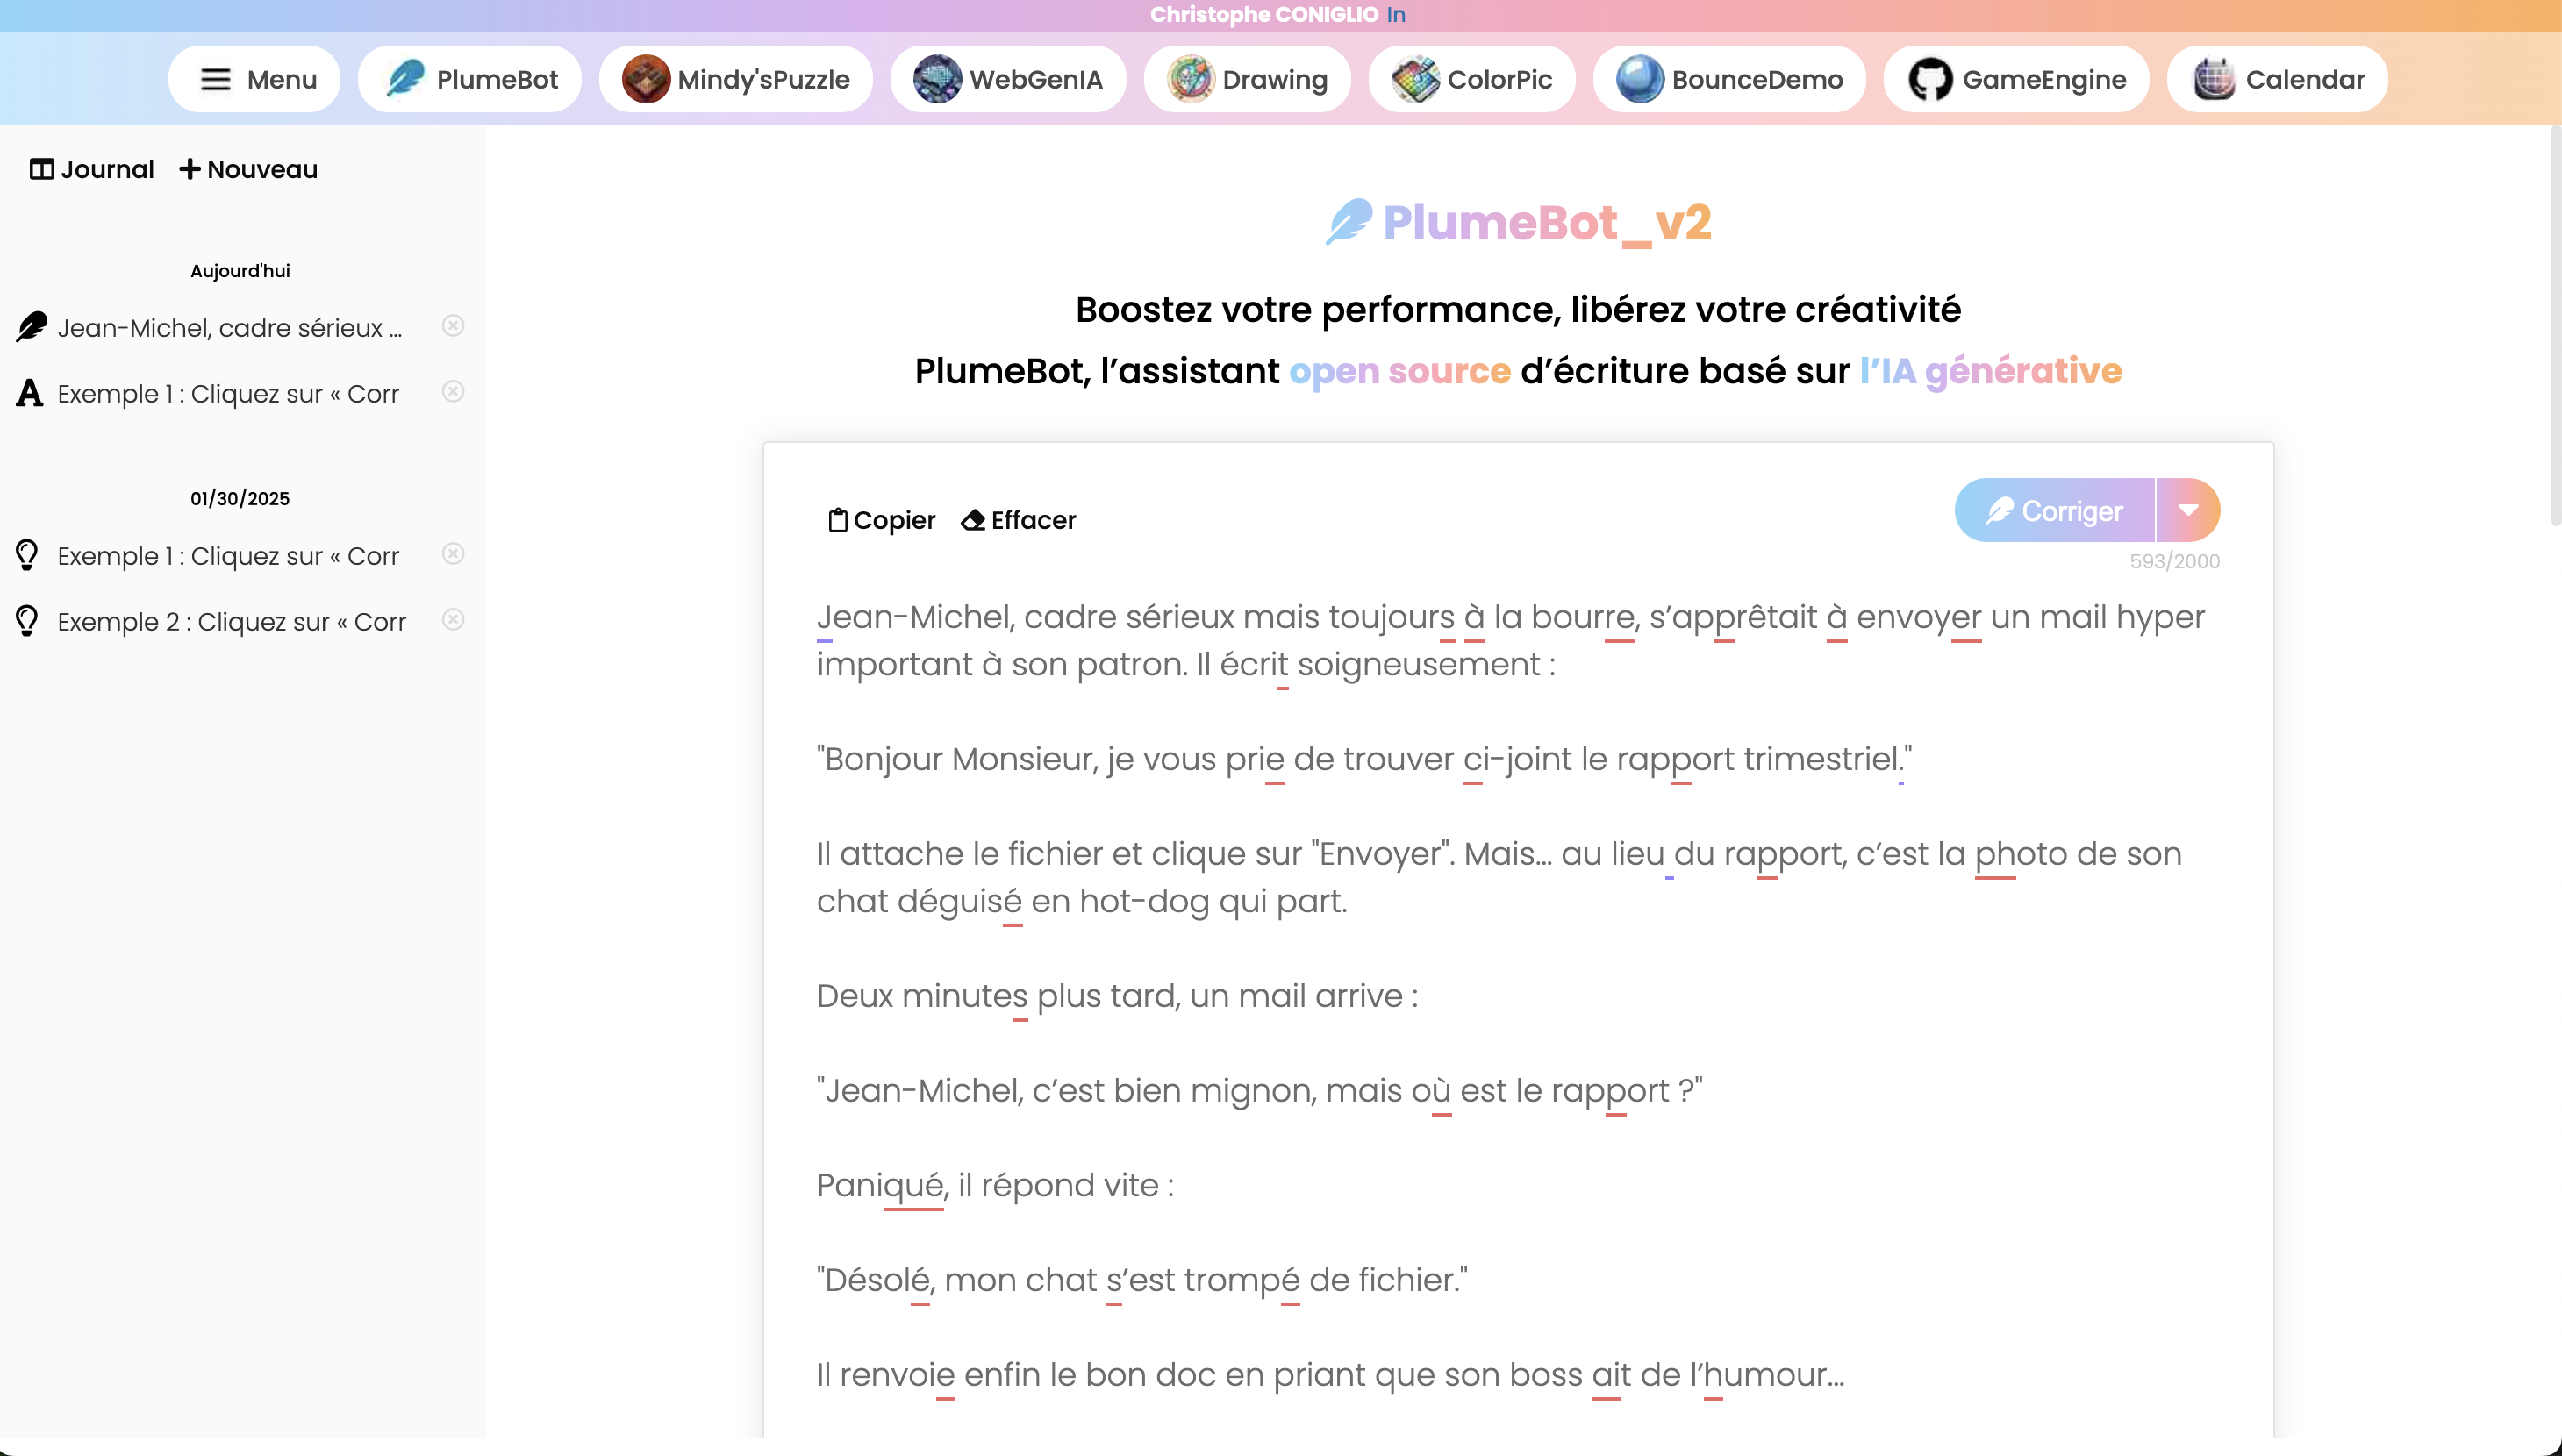 Christophe CONIGLIO In
Menu PlumeBot Mindy'sPuzzle WebGenIA Drawing ColorPic BounceDemo GameEngine Calendar
Journal Nouveau
Aujourd'hui
Jean-Michel, cadre sérieux ...
Exemple 1 : Cliquez sur « Corr
01/30/2025
Exemple 1 : Cliquez sur « Corr
Exemple 2 : Cliquez sur « Corr
PlumeBot_v2
Boostez votre performance, libérez votre créativité
PlumeBot, l’assistant open source d’écriture basé sur l’IA générative
Copier Effacer
Corriger
593/2000
Jean-Michel, cadre sérieux mais toujours à la bourre, s’apprêtait à envoyer un mail hyper
important à son patron. Il écrit soigneusement :
"Bonjour Monsieur, je vous prie de trouver ci-joint le rapport trimestriel."
Il attache le fichier et clique sur "Envoyer". Mais… au lieu du rapport, c’est la photo de son
chat déguisé en hot-dog qui part.
Deux minutes plus tard, un mail arrive :
"Jean-Michel, c’est bien mignon, mais où est le rapport ?"
Paniqué, il répond vite :
"Désolé, mon chat s’est trompé de fichier."
Il renvoie enfin le bon doc en priant que son boss ait de l’humour…